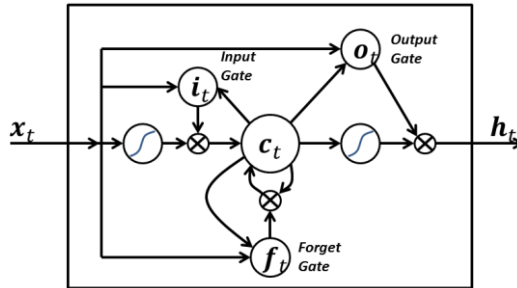 Input
Gate
Output
Gate
o_t
i_t
x_t
c_t
h_t
f_t
Forget
Gate